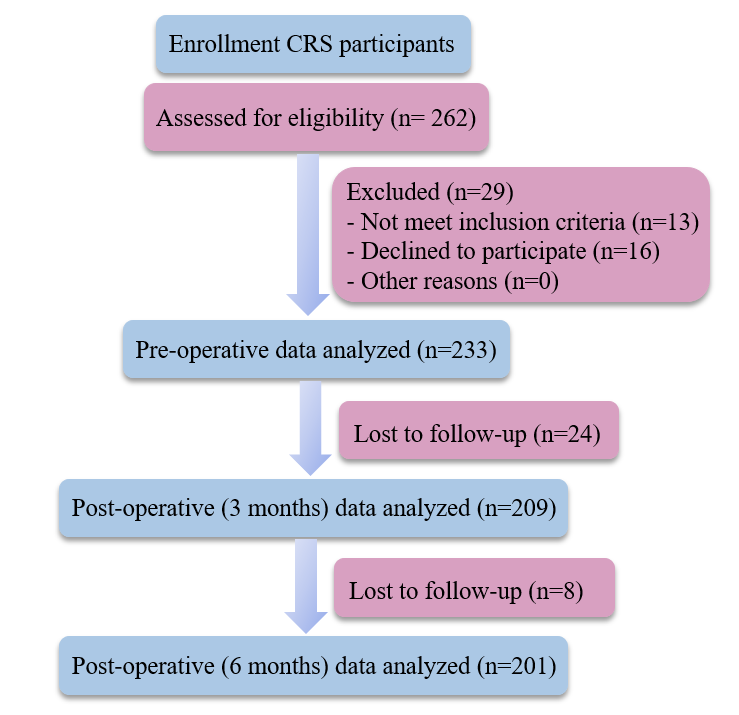 Enrollment CRS participants
Assessed for eligibility (n= 262)
Excluded (n=29)
- Not meet inclusion criteria (n=13)
- Declined to participate (n=16)
- Other reasons (n=0)
Pre-operative data analyzed (n=233)
Lost to follow-up (n=24)
Post-operative (3 months) data analyzed (n=209)
Lost to follow-up (n=8)
Post-operative (6 months) data analyzed (n=201)